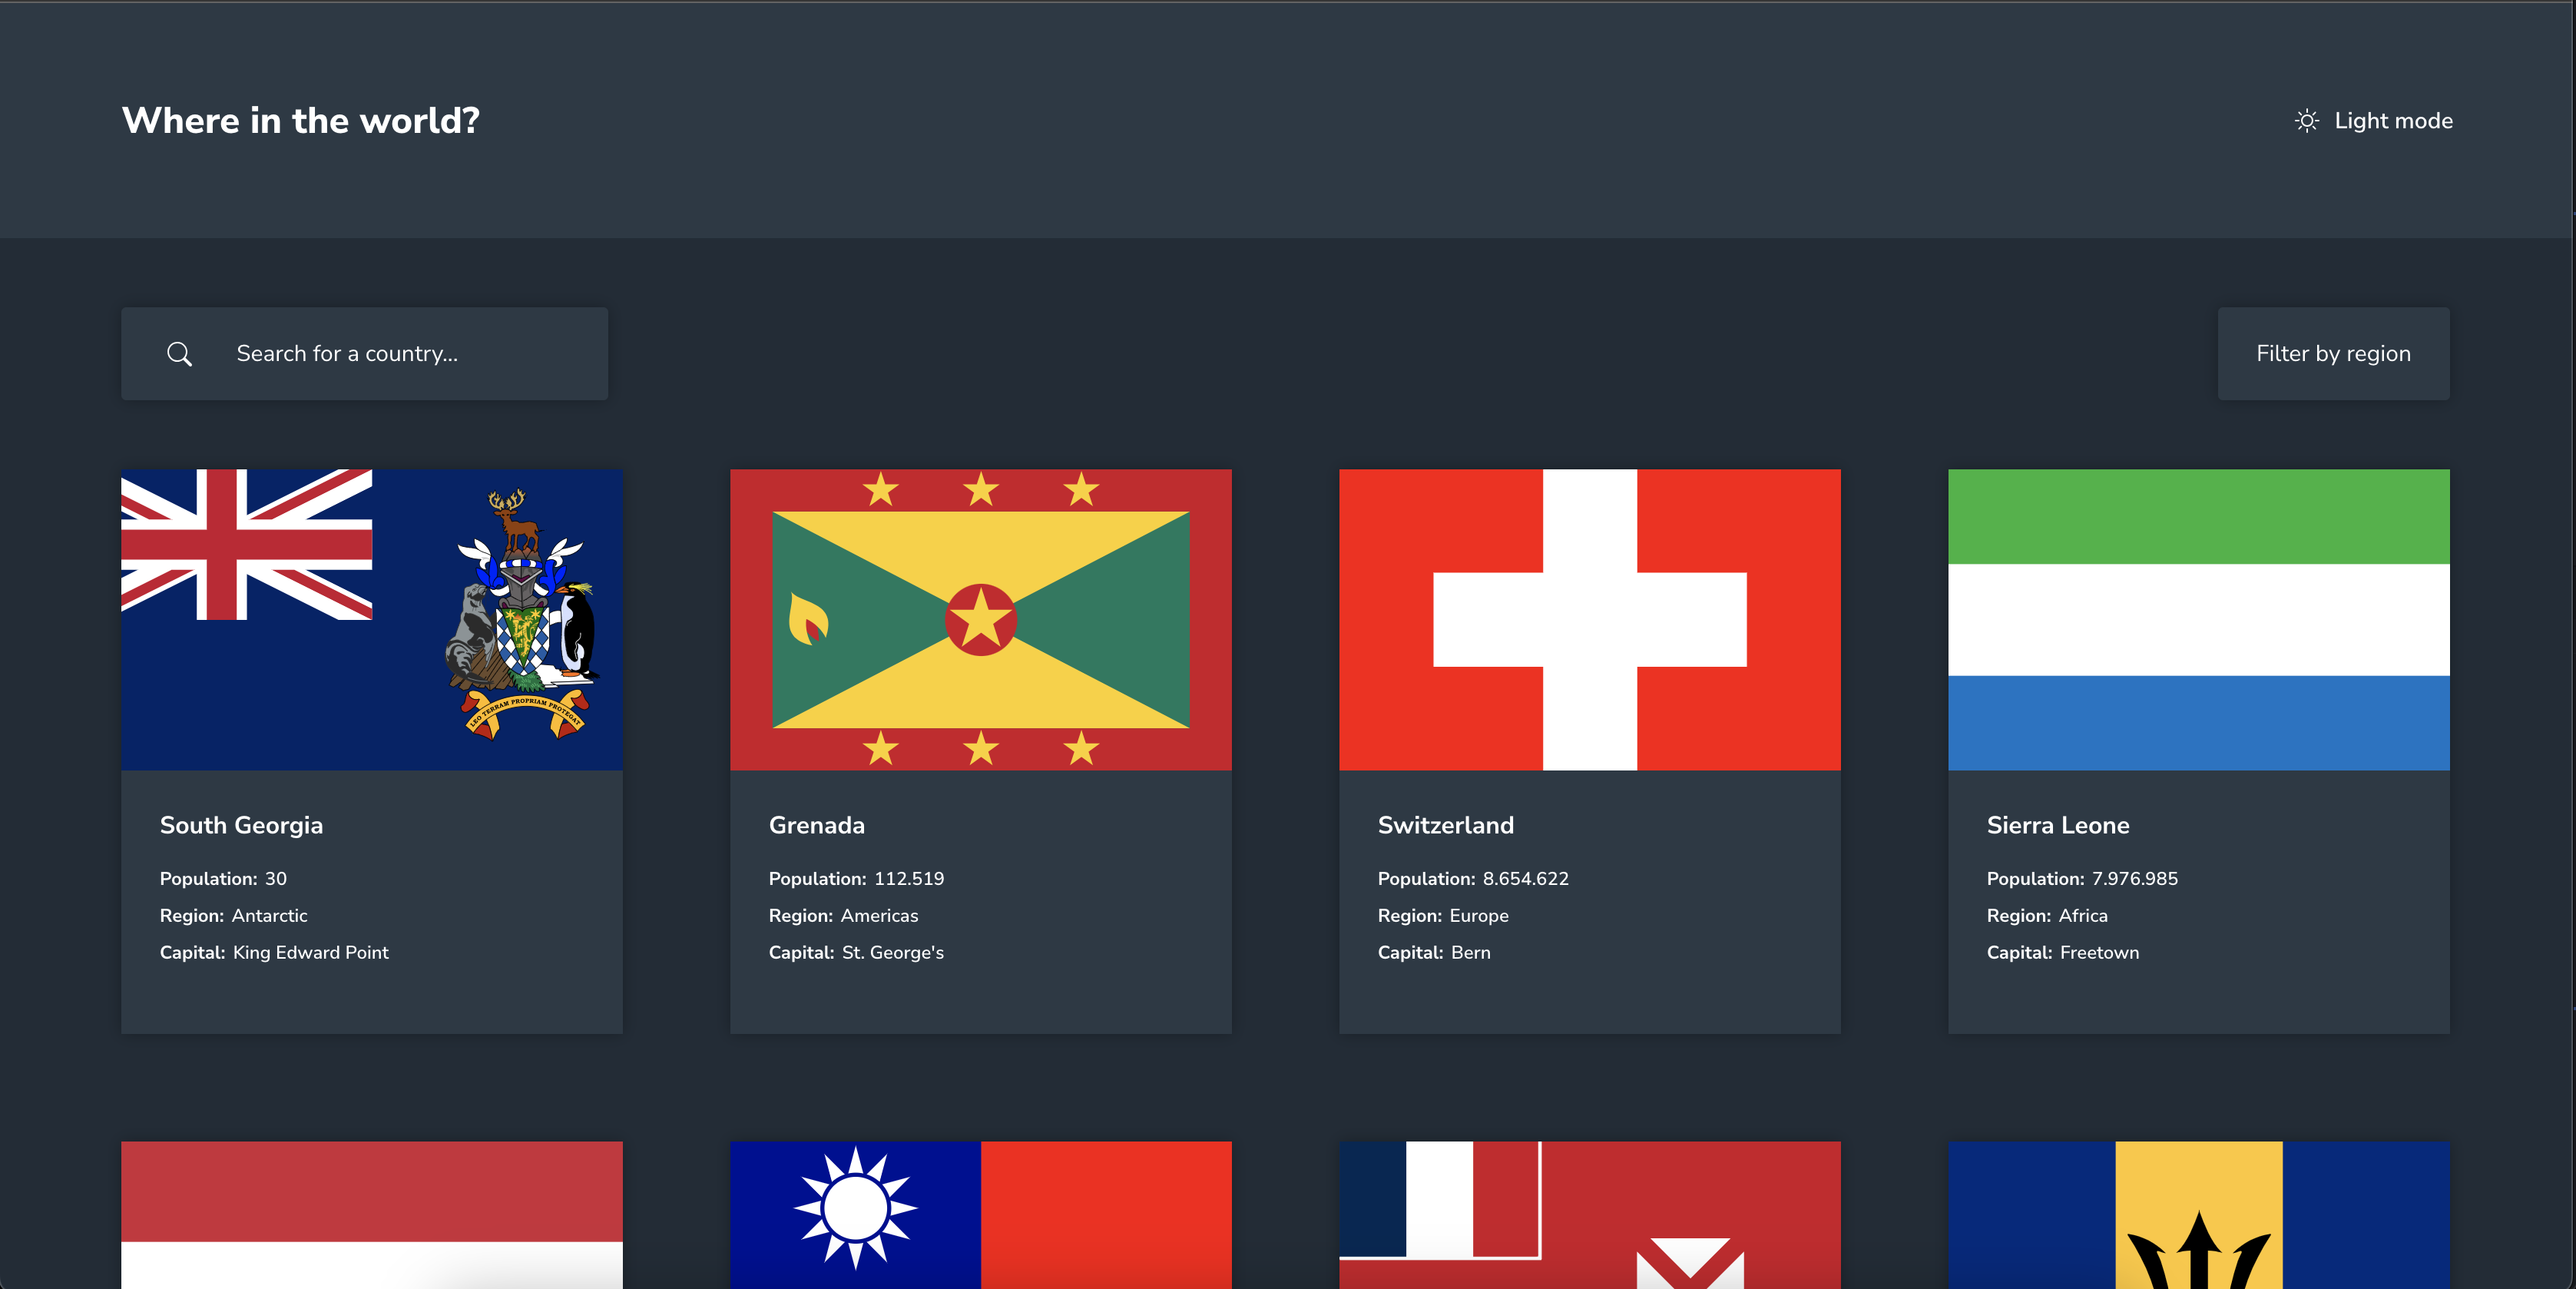 Where in the world?
Light mode
Search for a country...
Filter by region
LEO TERRAM PROPRIAM PROTEGAT
South Georgia
Population: 30
Region: Antarctic
Capital: King Edward Point
Grenada
Population: 112.519
Region: Americas
Capital: St. George's
Switzerland
Population: 8.654.622
Region: Europe
Capital: Bern
Sierra Leone
Population: 7.976.985
Region: Africa
Capital: Freetown